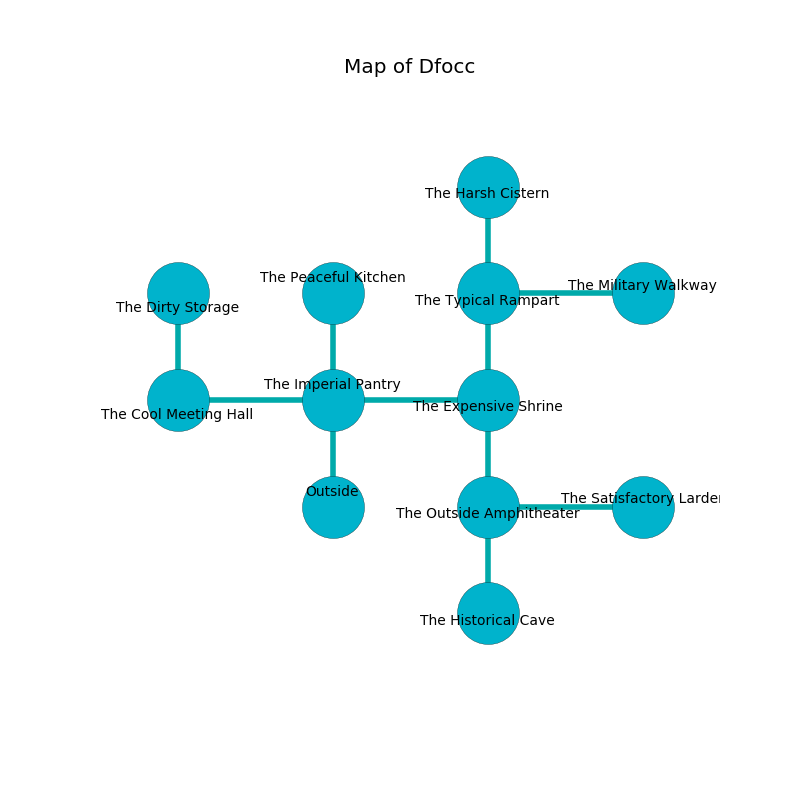 Map of Dfocc
The Harsh Cistern
The Peaceful Kitchen
The Military Walkway
The Typical Rampart
The Dirty Storage
The Imperial Pantry
The Expensive Shrine
The Cool Meeting Hall
Outside
The Satisfactory Larder
The Outside Amphitheater
The Historical Cave